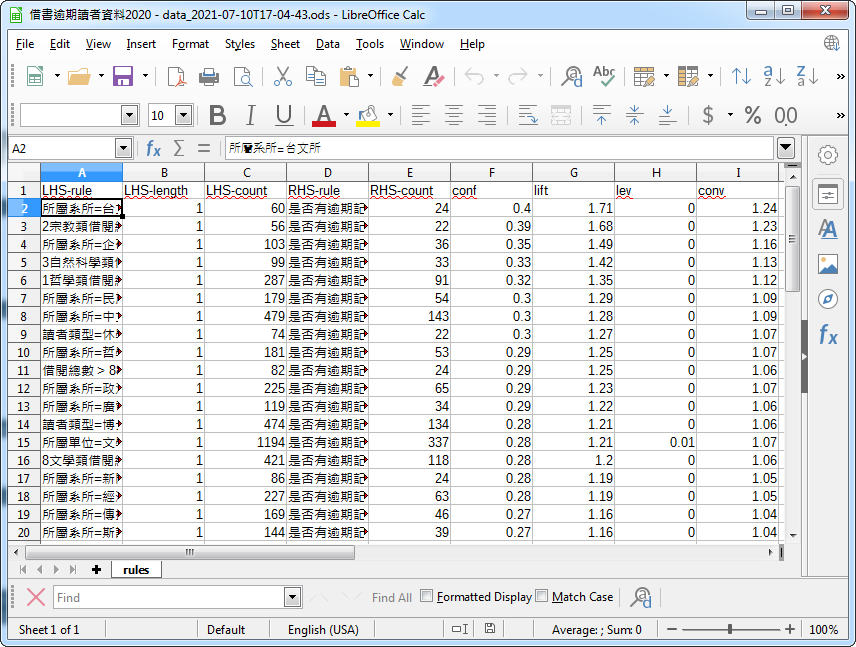 借書逾期讀者資料2020 - data_2021-07-10T17-04-43.ods - LibreOffice Calc
File Edit View Insert Format Styles Sheet Data Tools Window Help
Abc
10 B I U A $ % 00
A2 fx Σ = 所屬系所=台文所
A B C D E F G H I
1 LHS-rule LHS-length LHS-count RHS-rule RHS-count conf lift lev conv
2 所屬系所=台 1 60 是否有逾期記 24 0.4 1.71 0 1.24
3 2宗教類借閱 1 56 是否有逾期記 22 0.39 1.68 0 1.23
4 所屬系所=企 1 103 是否有逾期記 36 0.35 1.49 0 1.16
5 3自然科學類 1 99 是否有逾期記 33 0.33 1.42 0 1.13
6 1哲學類借閱 1 287 是否有逾期記 91 0.32 1.35 0 1.12
7 所屬系所=民 1 179 是否有逾期記 54 0.3 1.29 0 1.09
8 所屬系所=中 1 479 是否有逾期記 143 0.3 1.28 0 1.09
9 讀者類型=休 1 74 是否有逾期記 22 0.3 1.27 0 1.07
10 所屬系所=哲 1 181 是否有逾期記 53 0.29 1.25 0 1.07
11 借閱總數 > 8 1 82 是否有逾期記 24 0.29 1.25 0 1.06
12 所屬系所=政 1 225 是否有逾期記 65 0.29 1.23 0 1.07
13 所屬系所=廣 1 119 是否有逾期記 34 0.29 1.22 0 1.06
14 讀者類型=博 1 474 是否有逾期記 134 0.28 1.21 0 1.06
15 所屬單位=文 1 1194 是否有逾期記 337 0.28 1.21 0.01 1.07
16 8文學類借閱 1 421 是否有逾期記 118 0.28 1.2 0 1.06
17 所屬系所=新 1 86 是否有逾期記 24 0.28 1.19 0 1.05
18 所屬系所=經 1 227 是否有逾期記 63 0.28 1.19 0 1.05
19 所屬系所=傳 1 169 是否有逾期記 46 0.27 1.16 0 1.04
20 所屬系所=斯 1 144 是否有逾期記 39 0.27 1.16 0 1.04
rules
Find Find All Formatted Display Match Case
Sheet 1 of 1 Default English (USA) Average: ; Sum: 0 100%